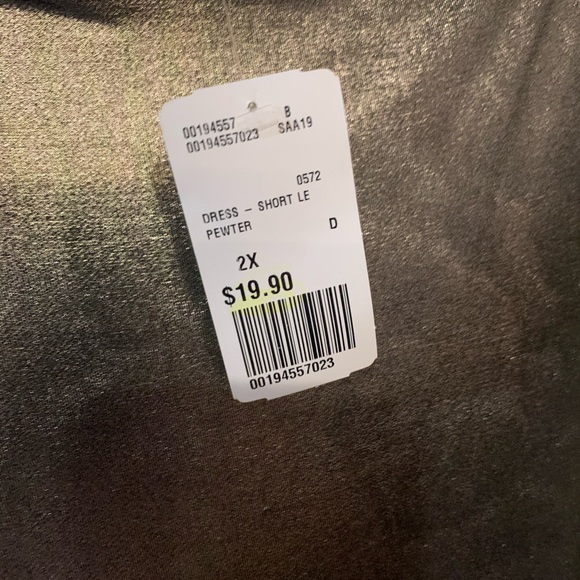 00194557 B
00194557023 SAA19
0572
DRESS - SHORT LE
PEWTER D
2X
$19.90
00194557023